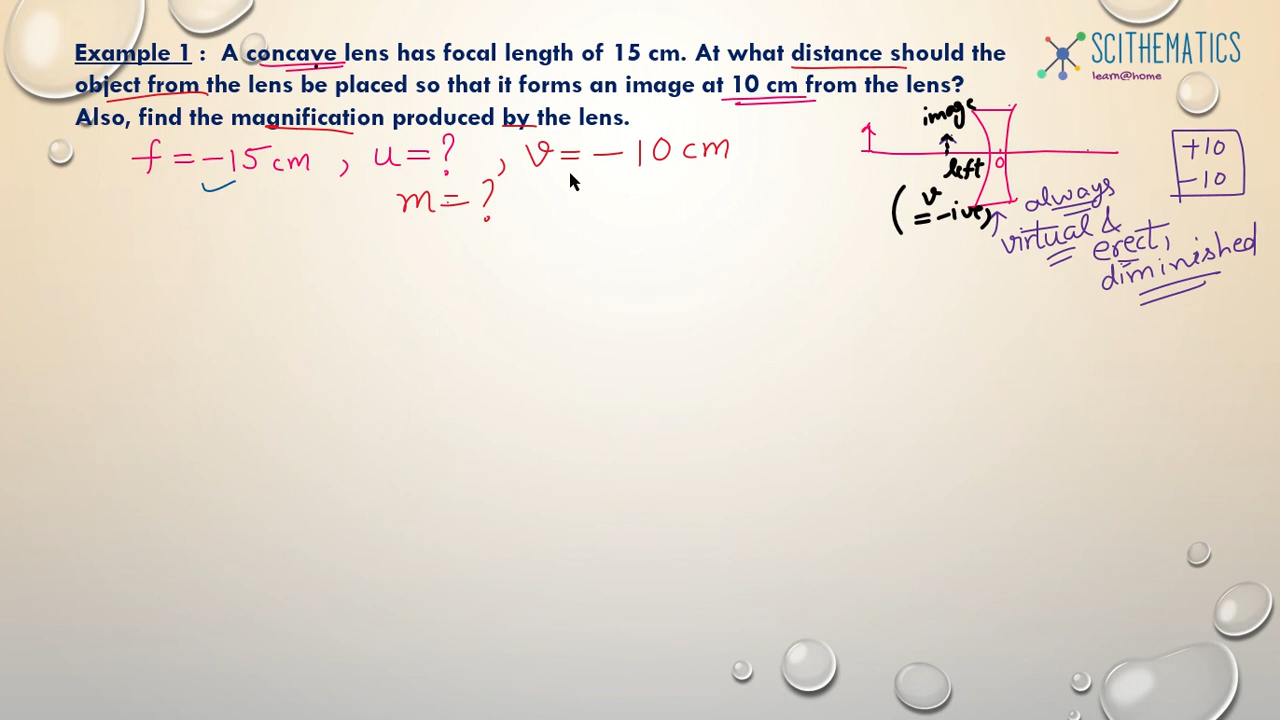 Example 1 : A concave lens has focal length of 15 cm. At what distance should the
object from the lens be placed so that it forms an image at 10 cm from the lens?
Also, find the magnification produced by the lens.
SCITHEMATICS
learn@home
f = -15 cm , u = ? , v = -10 cm
m = ?
image
left
( v
= -ive)
O
+10
-10
always
virtual &
erect,
diminished